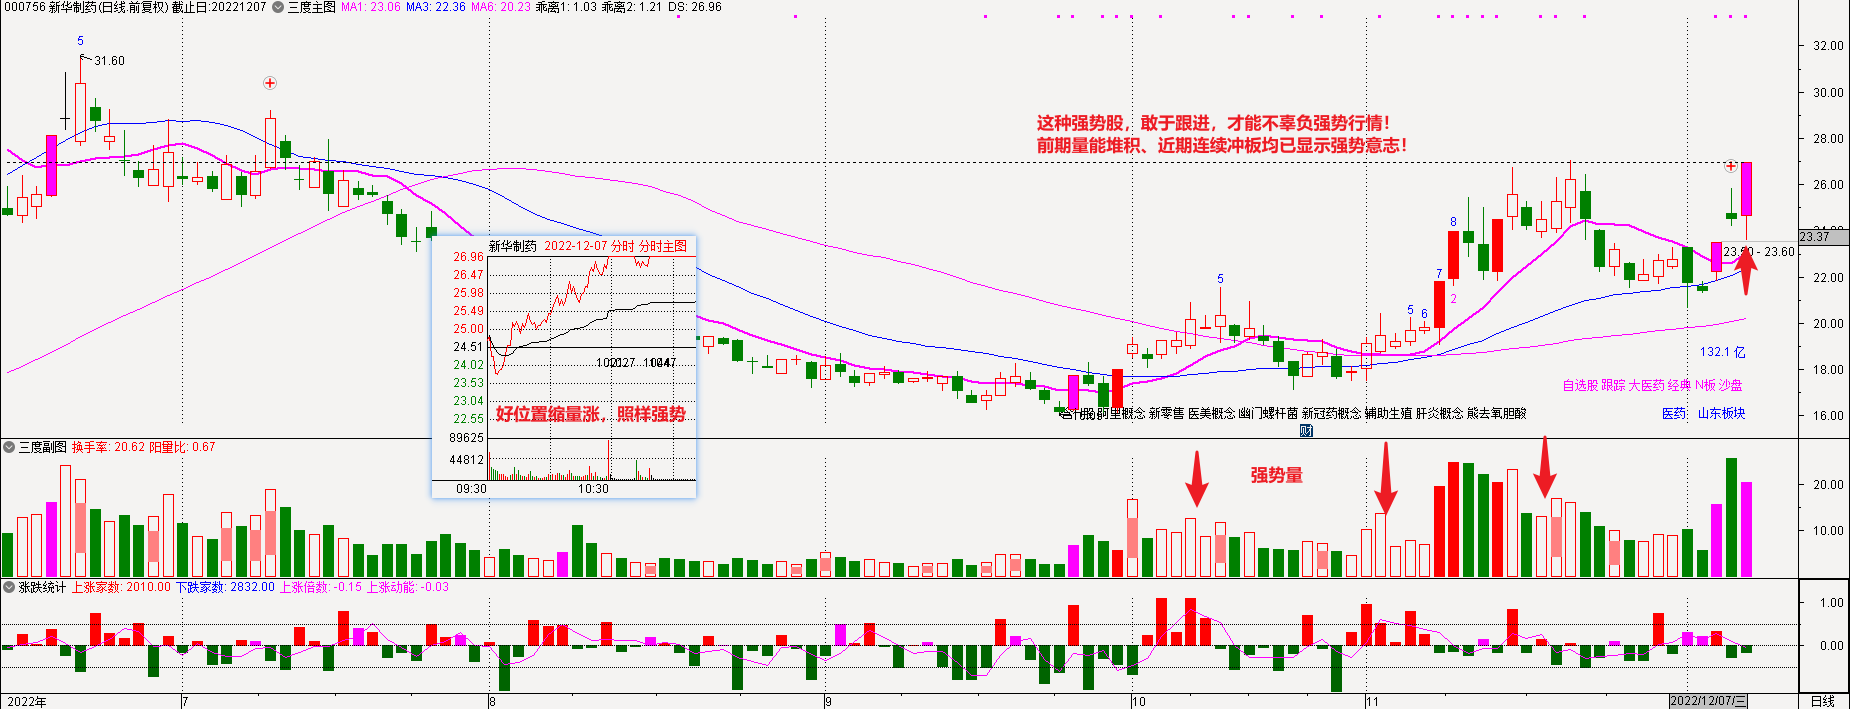 000756 新华制药(日线.前复权) 截止日:20221207 三度主图 MA1: 23.06 MA3: 22.36 MA6: 20.23 乖离1: 1.03 乖离2: 1.21 DS: 26.96
5
31.60
这种强势股，敢于跟进，才能不辜负强势行情！
前期量能堆积、近期连续冲板均已显示强势意志！
32.00
30.00
28.00
26.00
23.37
22.00
20.00
18.00
16.00
8
7
5
5
6
2
- 23.60
新华制药 2022-12-07 分时 分时主图
26.96
26.47
25.98
25.49
25.00
24.51
24.02
23.53
23.04
22.55
89625
44812
09:30
10:30
好位置缩量涨，照样强势
132.1 亿
自选股 跟踪 大医药 经典 N板 沙盘
阿里概念 新零售 医美概念 幽门螺杆菌 新冠药概念 辅助生殖 肝炎概念 能去氧胆酸
医药 山东板块
财
三度副图 换手率: 20.62 阳量比: 0.67
强势量
20.00
10.00
涨跌统计 上涨家数: 2010.00 下跌家数: 2832.00 上涨倍数: -0.15 上涨动能: -0.03
1.00
0.00
2022年
7
8
9
10
11
2022/12/07/三
日线